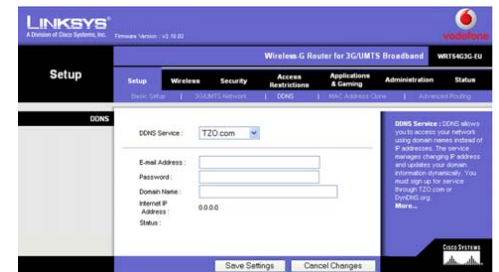 LINKSYS®
A Division of Cisco Systems, Inc.
Firmware Version : v2.10.02
vodafone
Wireless-G Router for 3G/UMTS Broadband
WRT54G3G-EU
Setup
Setup
Wireless
Security
Access Restrictions
Applications & Gaming
Administration
Status
Basic Setup | 3G/UMTS Network | DDNS | MAC Address Clone | Advanced Routing
DDNS
DDNS Service : TZO.com
E-mail Address :
Password :
Domain Name :
Internet IP
Address : 0.0.0.0
Status :
DDNS Service : DDNS allows
you to access your network
using domain names instead of
IP addresses. The service
manages changing IP address
and updates your domain
information dynamically. You
must sign up for service
through TZO.com or
DynDNS.org.
More...
Save Settings
Cancel Changes
CISCO SYSTEMS